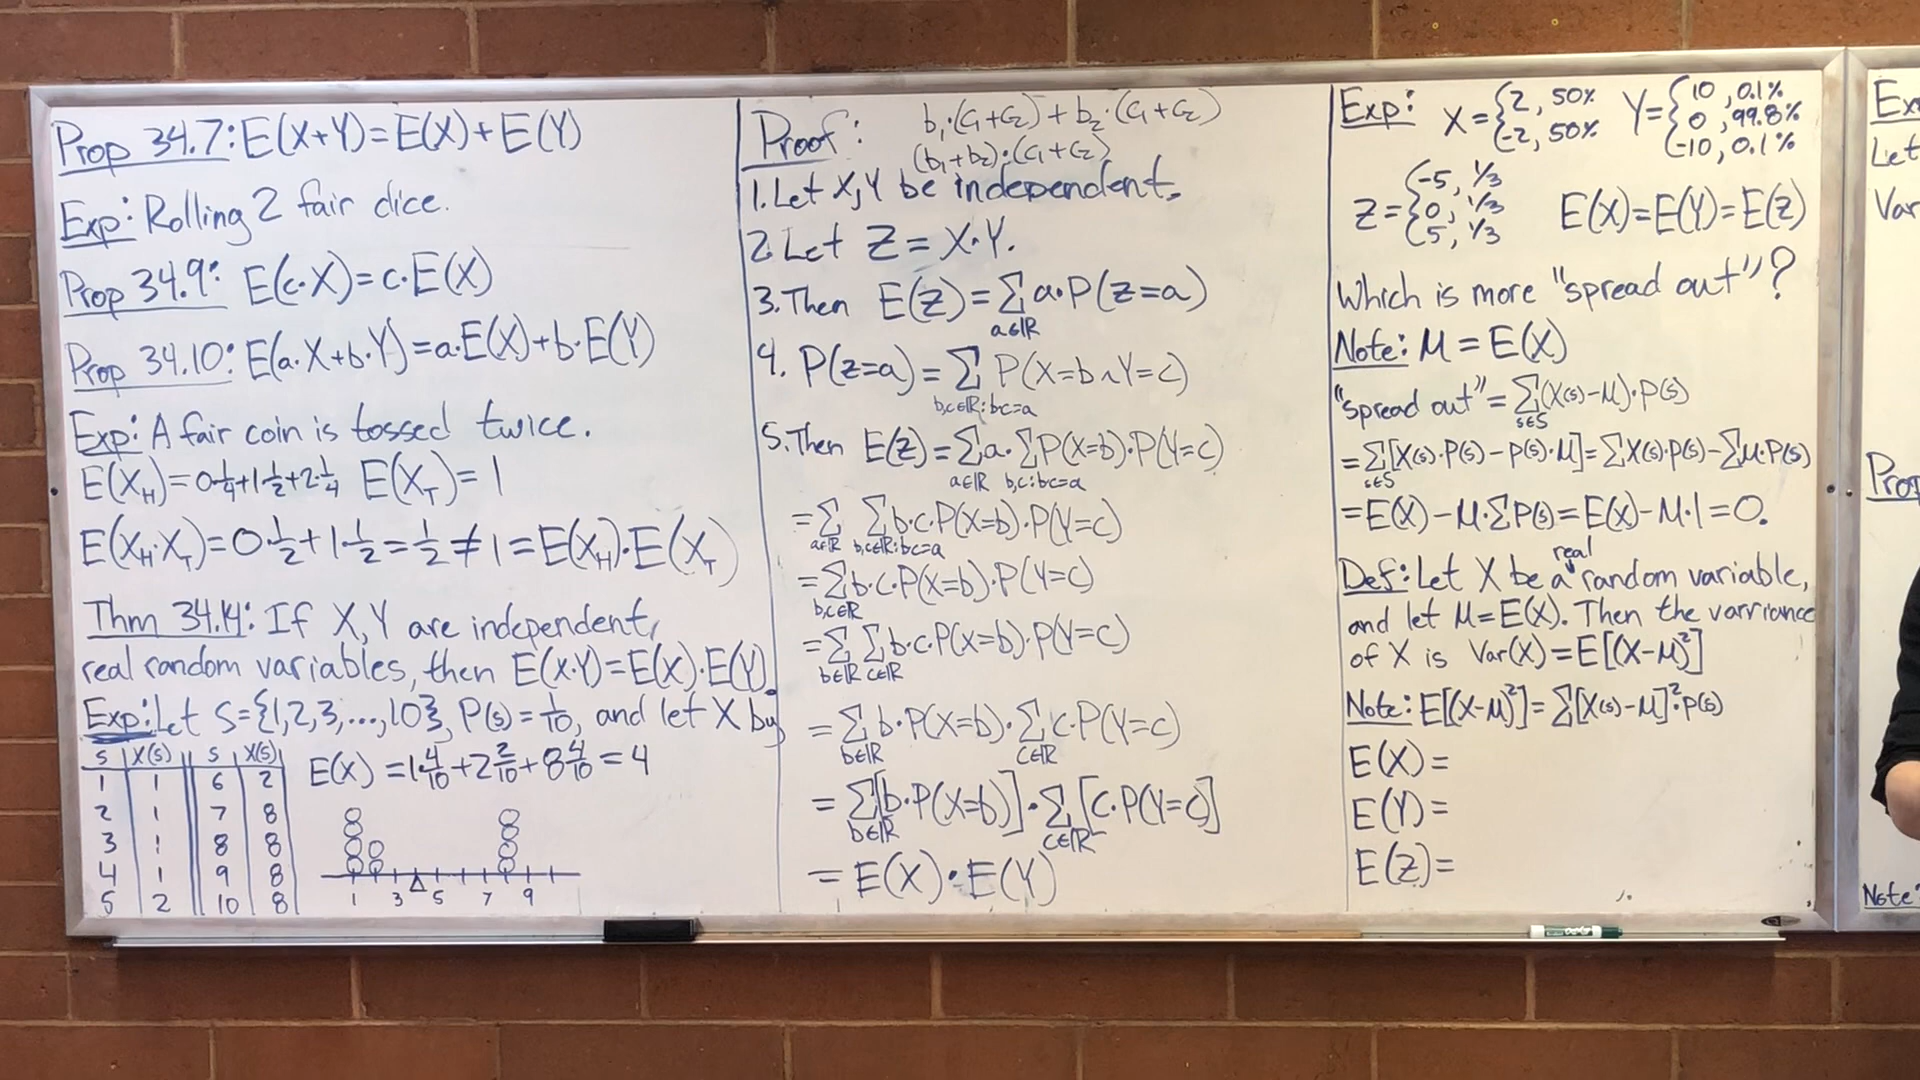 Prop 34.7: E(X+Y)=E(X)+E(Y)
Exp: Rolling 2 fair dice.
Prop 34.9: E(c·X)=c·E(X)
Prop 34.10: E(a·X+b·Y)=a·E(X)+b·E(Y)
Exp: A fair coin is tossed twice.
E(X_H)=0·1/4+1·1/2+2·1/4 E(X_T)=1
E(X_H·X_T)=0·1/2+1·1/2=1/2≠1=E(X_H)·E(X_T)
Thm 34.14: If X,Y are independent,
real random variables, then E(X·Y)=E(X)·E(Y).
Exp: Let S={1,2,3,...,10}, P(s)=1/10, and let X by
s X(s) s X(s)
1 1 6 2
2 1 7 8
3 1 8 8
4 1 9 8
5 2 10 8
E(X)=1·4/10+2·2/10+8·4/10=4
1 3 5 7 9
Proof: b₁·(c₁+c₂)+b₂·(c₁+c₂)
(b₁+b₂)·(c₁+c₂)
1. Let X,Y be independent.
2. Let Z=X·Y.
3. Then E(Z)=∑a·P(Z=a)
a∈ℝ
4. P(Z=a)=∑P(X=b∧Y=c)
b,c∈ℝ:bc=a
5. Then E(Z)=∑a·∑P(X=b)·P(Y=c)
a∈ℝ b,c:bc=a
=∑ ∑b·c·P(X=b)·P(Y=c)
a∈ℝ b,c∈ℝ:bc=a
=∑b·c·P(X=b)·P(Y=c)
b,c∈ℝ
=∑ ∑b·c·P(X=b)·P(Y=c)
b∈ℝ c∈ℝ
=∑b·P(X=b)·∑c·P(Y=c)
b∈ℝ c∈ℝ
=∑[b·P(X=b)]·∑[c·P(Y=c)]
b∈ℝ c∈ℝ
=E(X)·E(Y)
Exp: X={2, 50% Y={10, 0.1%
-2, 50% 0, 99.8%
-10, 0.1%
Z={-5, 1/3
0, 1/3 E(X)=E(Y)=E(Z)
5, 1/3
Which is more "spread out"?
Note: μ=E(X)
"spread out"=∑(X(s)-μ)·P(s)
s∈S
=∑[X(s)·P(s)-P(s)·μ]=∑X(s)·P(s)-∑μ·P(s)
s∈S
=E(X)-μ·∑P(s)=E(X)-μ·1=0.
real
Def: Let X be a random variable,
and let μ=E(X). Then the varriance
of X is Var(X)=E[(X-μ)²]
Note: E[(X-μ)²]=∑[X(s)-μ]²·P(s)
E(X)=
E(Y)=
E(Z)=
Let
Var
Note: